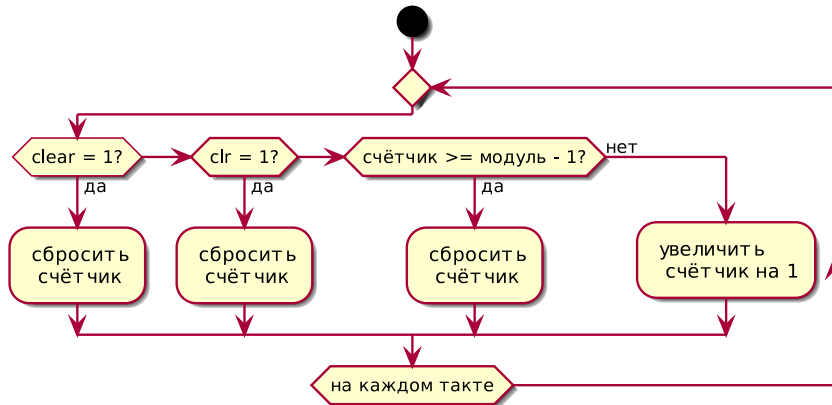 clear = 1?
clr = 1?
счётчик >= модуль - 1?
нет
да
да
да
сбросить
счётчик
сбросить
счётчик
сбросить
счётчик
увеличить
счётчик на 1
на каждом такте